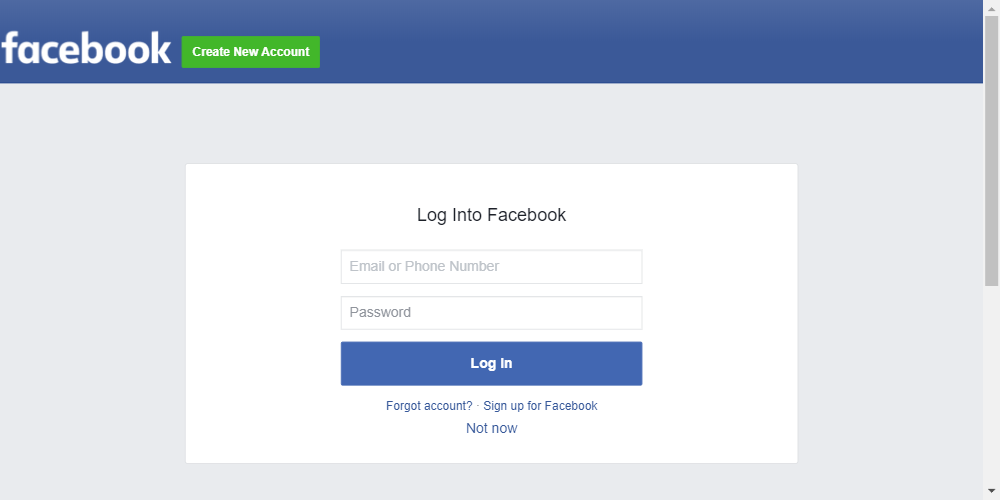 facebook
Create New Account
Log Into Facebook
Email or Phone Number
Password
Log In
Forgot account? · Sign up for Facebook
Not now